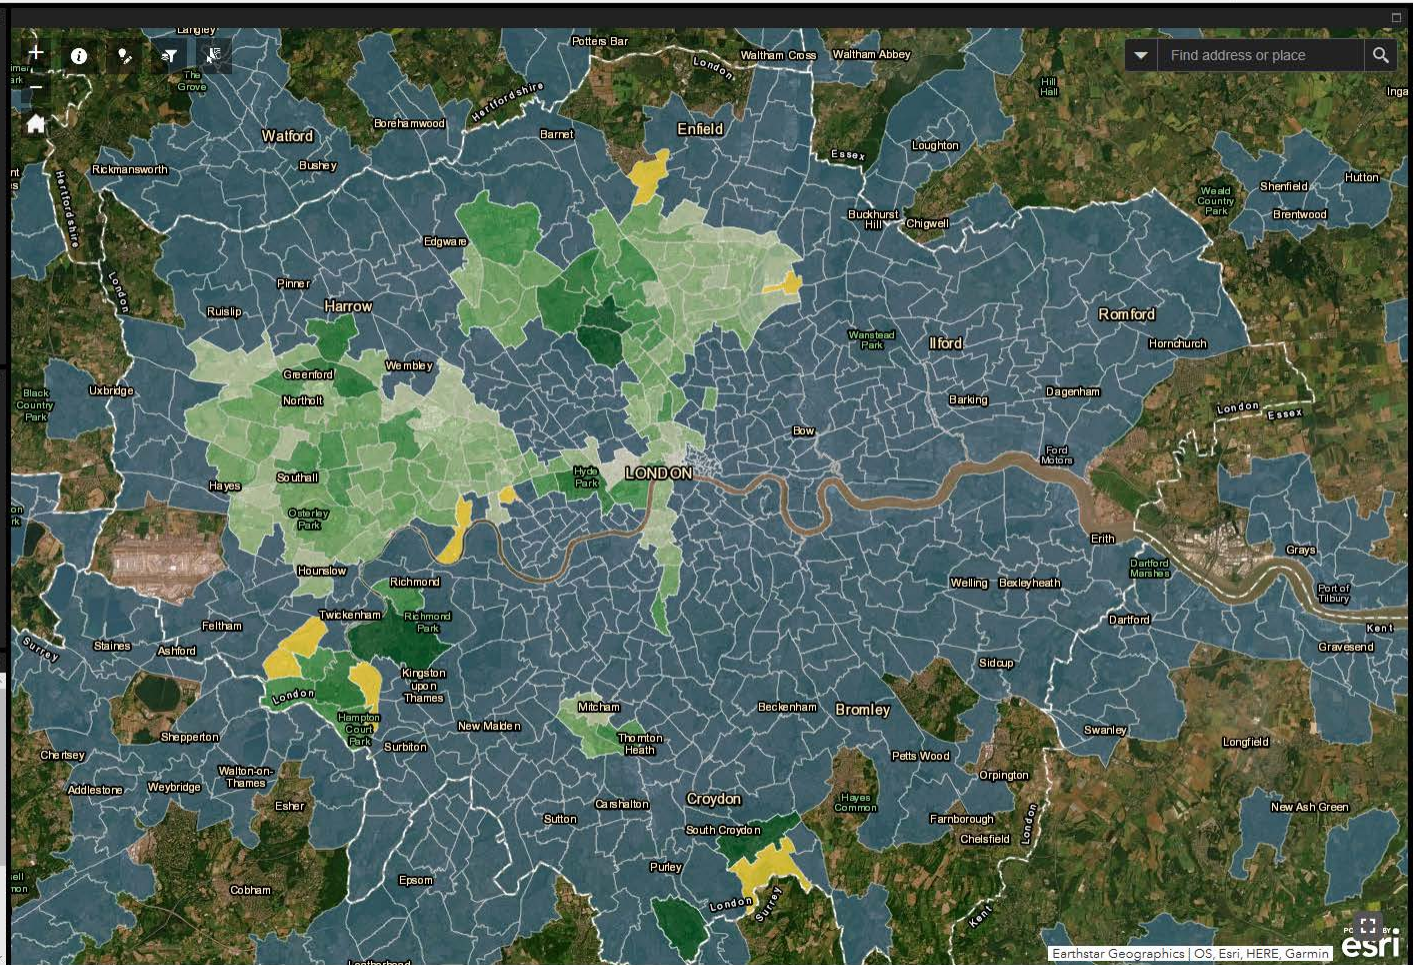 Langley
Potters Bar
Waltham Cross
Waltham Abbey
Find address or place
London
The
Grove
Hill
Hall
Hertfordshire
Inga
Borehamwood
Barnet
Enfield
Watford
Essex
Loughton
Rickmansworth
Bushey
Hertfordshire
Hutton
Shenfield
Weald
Country
Park
Brentwood
Buckhurst
Hill
Chigwell
Edgware
London
Pinner
Harrow
Ruislip
Romford
Wanstead
Park
Ilford
Hornchurch
Wembley
Greenford
Uxbridge
Black
Country
Park
Northolt
Dagenham
Barking
London
Essex
Bow
Ford
Motors
Hyde
Park
LONDON
Southall
Hayes
Osterley
Park
Erith
Grays
Dartford
Marshes
Hounslow
Richmond
Welling
Bexleyheath
Port of
Tilbury
Twickenham
Richmond
Park
Dartford
Kent
Feltham
Surrey
Staines
Ashford
Gravesend
Sidcup
Kingston
upon
Thames
London
Mitcham
Beckenham
Bromley
Hampton
Court
Park
New Malden
Swanley
Shepperton
Thornton
Heath
Longfield
Surbiton
Chertsey
Petts Wood
Walton-on-
Thames
Orpington
Addlestone
Weybridge
Esher
Carshalton
Croydon
Hayes
Common
New Ash Green
Sutton
South Croydon
Farnborough
Chelsfield
London
Purley
Epsom
Cobham
London
Surrey
Kent
BY
esri
Earthstar Geographics | OS, Esri, HERE, Garmin
Leatherhead